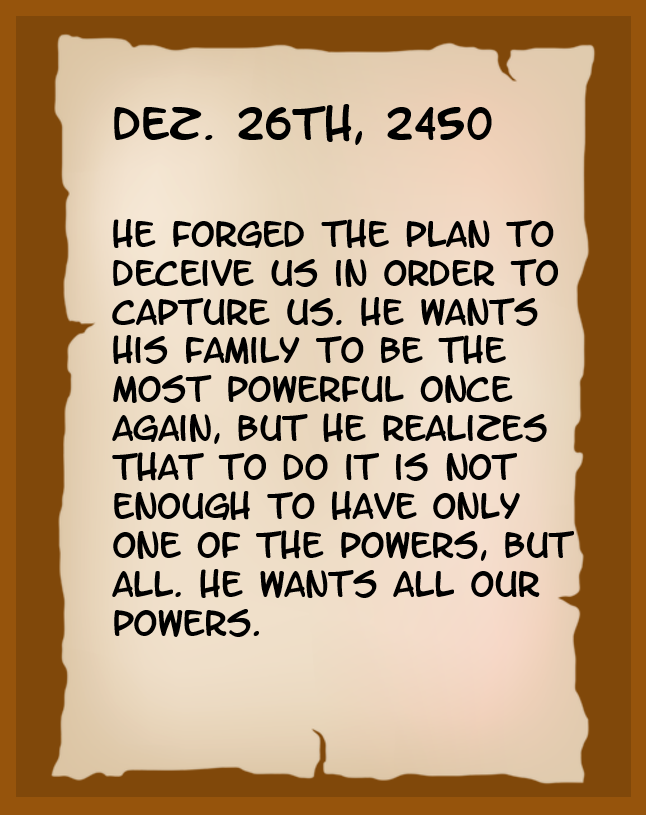 DEZ. 26TH, 2450
HE FORGED THE PLAN TO
DECEIVE US IN ORDER TO
CAPTURE US. HE WANTS
HIS FAMILY TO BE THE
MOST POWERFUL ONCE
AGAIN, BUT HE REALIZES
THAT TO DO IT IS NOT
ENOUGH TO HAVE ONLY
ONE OF THE POWERS, BUT
ALL. HE WANTS ALL OUR
POWERS.